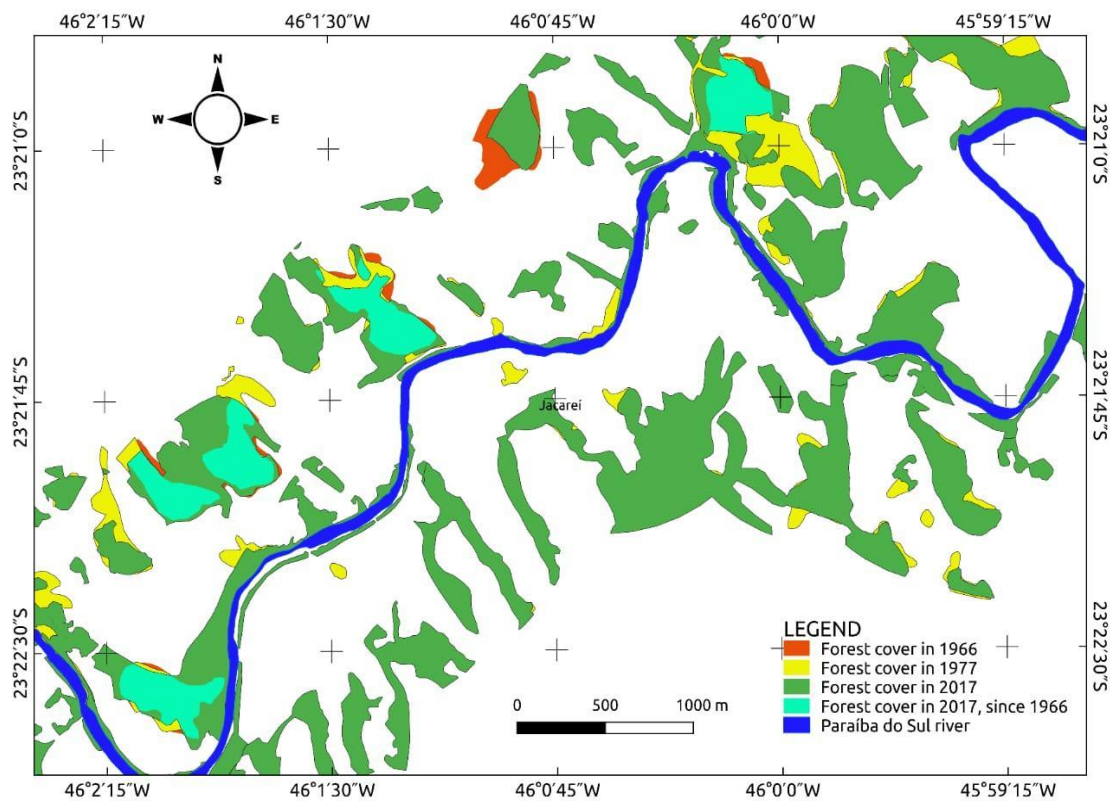 46°2'15"W 46°1'30"W 46°0'45"W 46°0'0"W 45°59'15"W
N
W E
S
23°21'0"S 23°21'0"S
23°21'45"S 23°21'45"S
Jacareí
23°22'30"S 23°22'30"S
LEGEND
Forest cover in 1966
Forest cover in 1977
Forest cover in 2017
Forest cover in 2017, since 1966
Paraíba do Sul river
0 500 1000 m
46°2'15"W 46°1'30"W 46°0'45"W 46°0'0"W 45°59'15"W